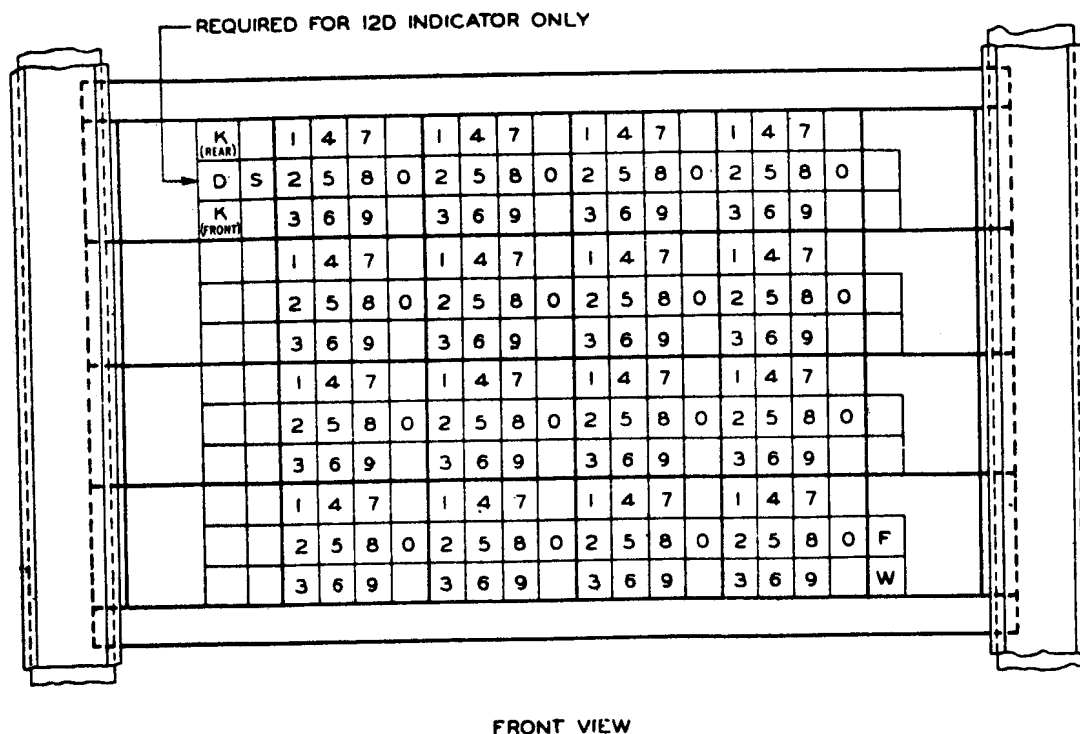 REQUIRED FOR 12D INDICATOR ONLY
K 1 4 7 1 4 7 1 4 7 1 4 7
(REAR)
D S 2 5 8 0 2 5 8 0 2 5 8 0 2 5 8 0
K 3 6 9 3 6 9 3 6 9 3 6 9
(FRONT)
1 4 7 1 4 7 1 4 7 1 4 7
2 5 8 0 2 5 8 0 2 5 8 0 2 5 8 0
3 6 9 3 6 9 3 6 9 3 6 9
1 4 7 1 4 7 1 4 7 1 4 7
2 5 8 0 2 5 8 0 2 5 8 0 2 5 8 0
3 6 9 3 6 9 3 6 9 3 6 9
1 4 7 1 4 7 1 4 7 1 4 7
2 5 8 0 2 5 8 0 2 5 8 0 2 5 8 0 F
3 6 9 3 6 9 3 6 9 3 6 9 W
FRONT VIEW